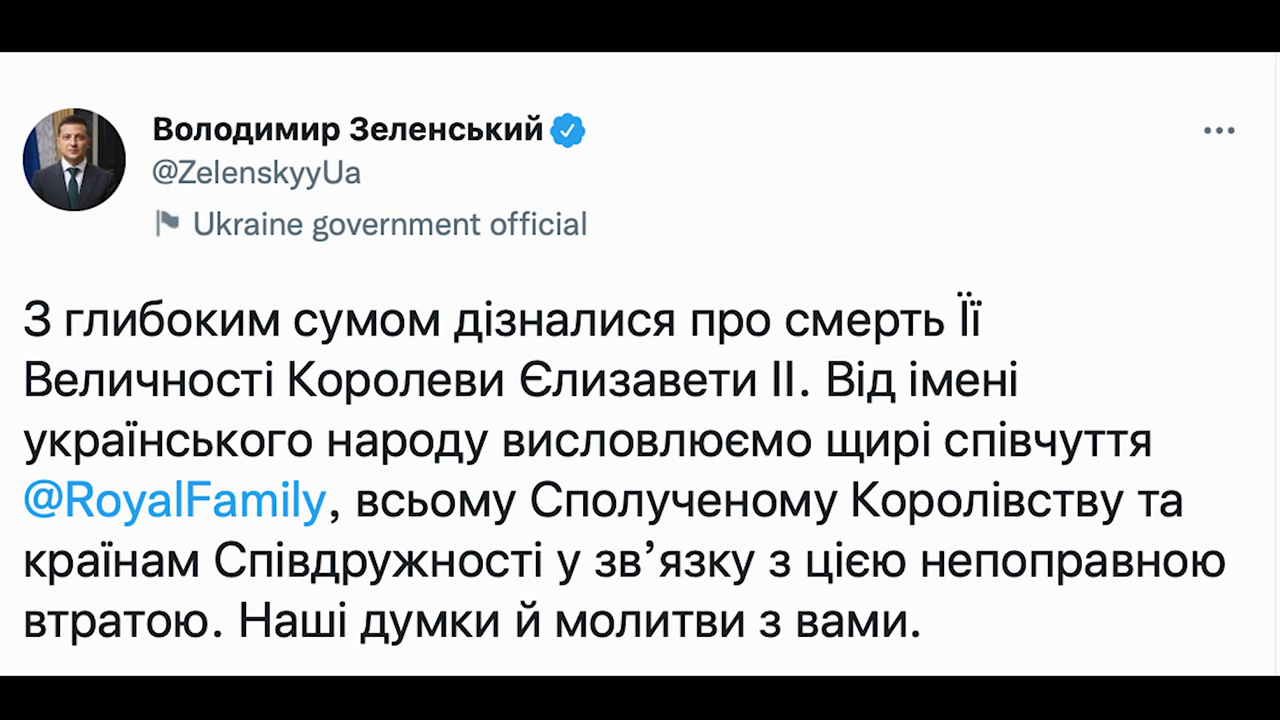 Володимир Зеленський
@ZelenskyyUa
Ukraine government official
З глибоким сумом дізналися про смерть Її
Величності Королеви Єлизавети II. Від імені
українського народу висловлюємо щирі співчуття
@RoyalFamily, всьому Сполученому Королівству та
країнам Співдружності у зв’язку з цією непоправною
втратою. Наші думки й молитви з вами.